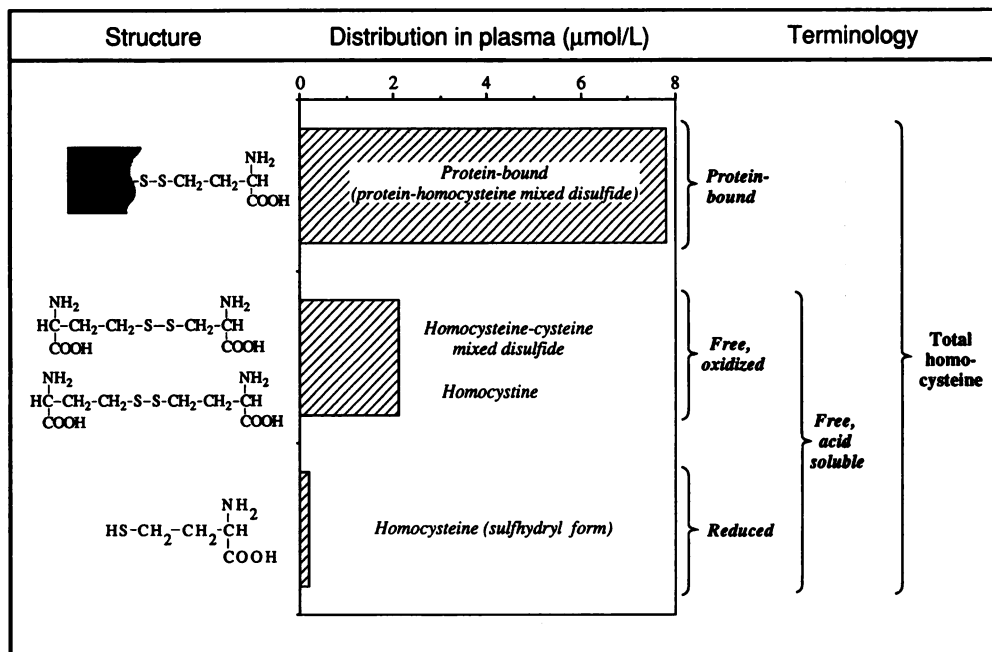 Structure
Distribution in plasma (μmol/L)
Terminology
0 2 4 6 8
NH₂
-S-S-CH₂-CH₂-CH
COOH
Protein-bound
(protein-homocysteine mixed disulfide)
Protein-
bound
NH₂ NH₂
HC-CH₂-CH₂-S-S-CH₂-CH
COOH COOH
NH₂ NH₂
HC-CH₂-CH₂-S-S-CH₂-CH₂-CH
COOH COOH
Homocysteine-cysteine
mixed disulfide
Homocystine
Free,
oxidized
NH₂
HS-CH₂-CH₂-CH
COOH
Homocysteine (sulfhydryl form)
Reduced
Free,
acid
soluble
Total
homo-
cysteine